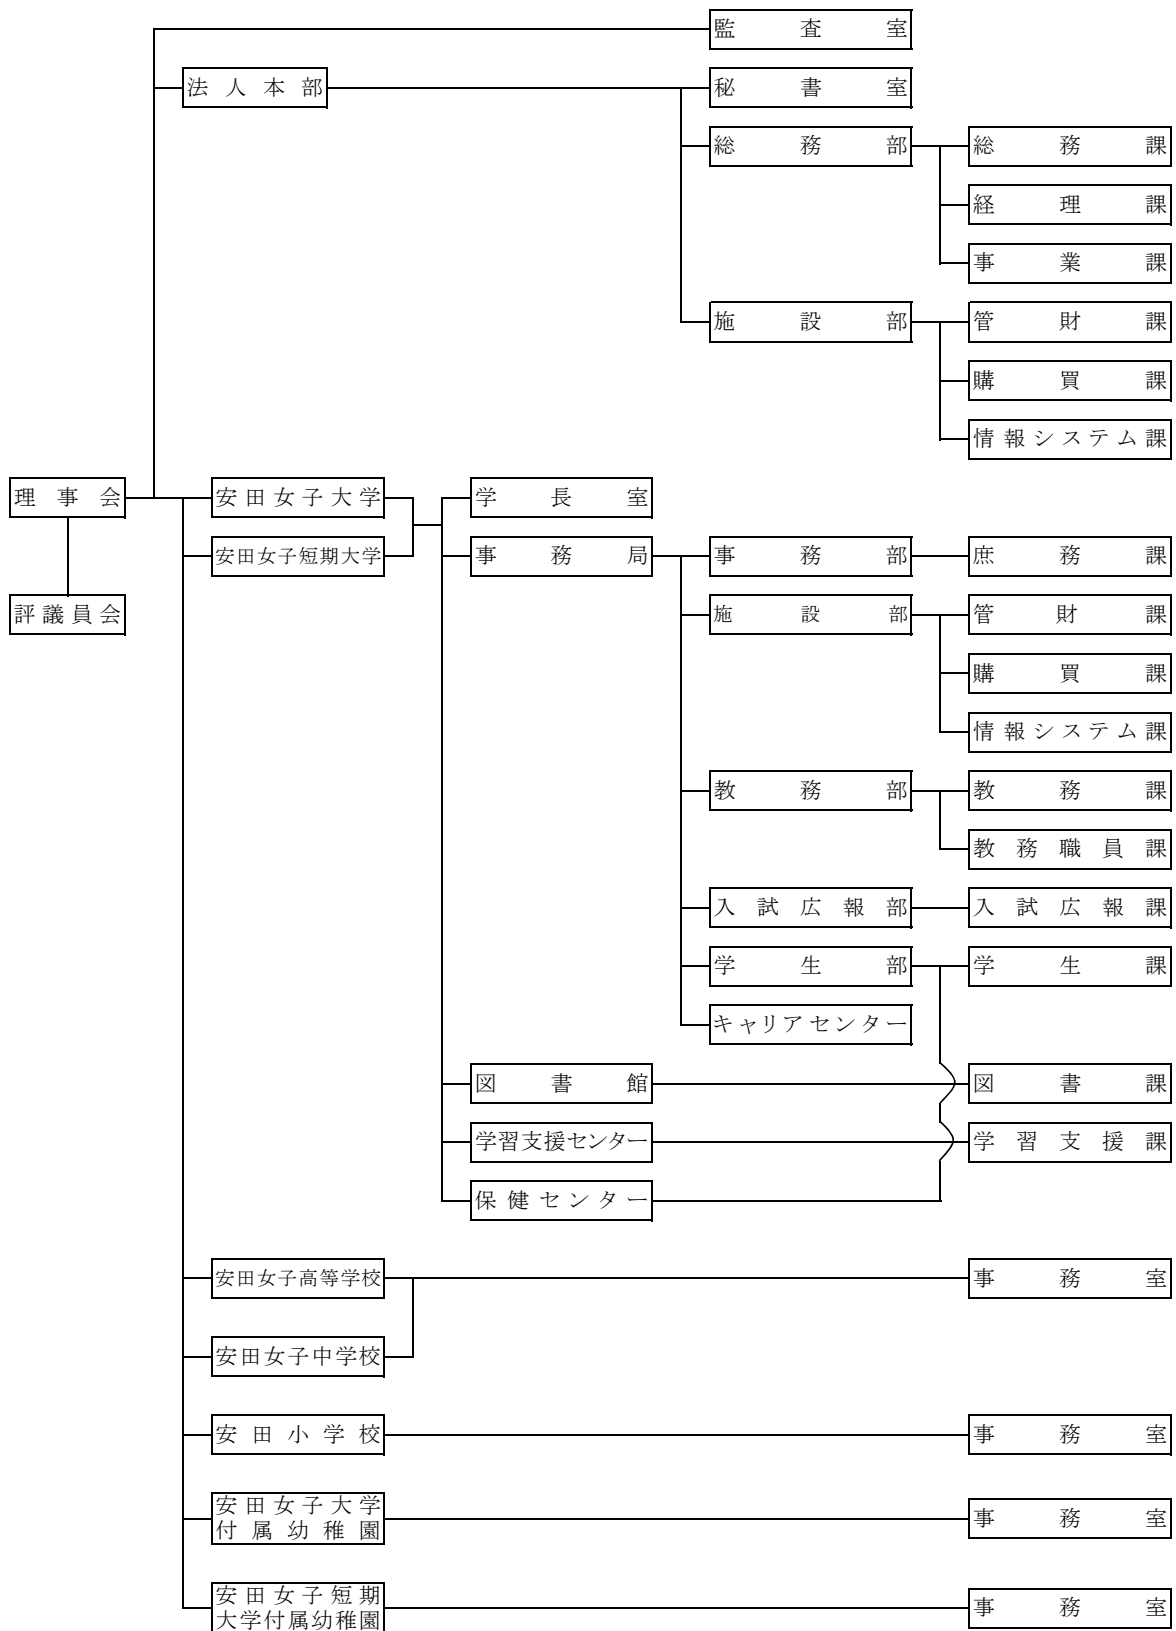 監査室
法人本部
秘書室
総務部
総務課
経理課
事業課
施設部
管財課
購買課
情報システム課
理事会
安田女子大学
学長室
安田女子短期大学
事務局
事務部
庶務課
評議員会
施設部
管財課
購買課
情報システム課
教務部
教務課
教務職員課
入試広報部
入試広報課
学生部
学生課
キャリアセンター
図書館
図書課
学習支援センター
学習支援課
保健センター
安田女子高等学校
事務室
安田女子中学校
安田小学校
事務室
安田女子大学
付属幼稚園
事務室
安田女子短期
大学付属幼稚園
事務室